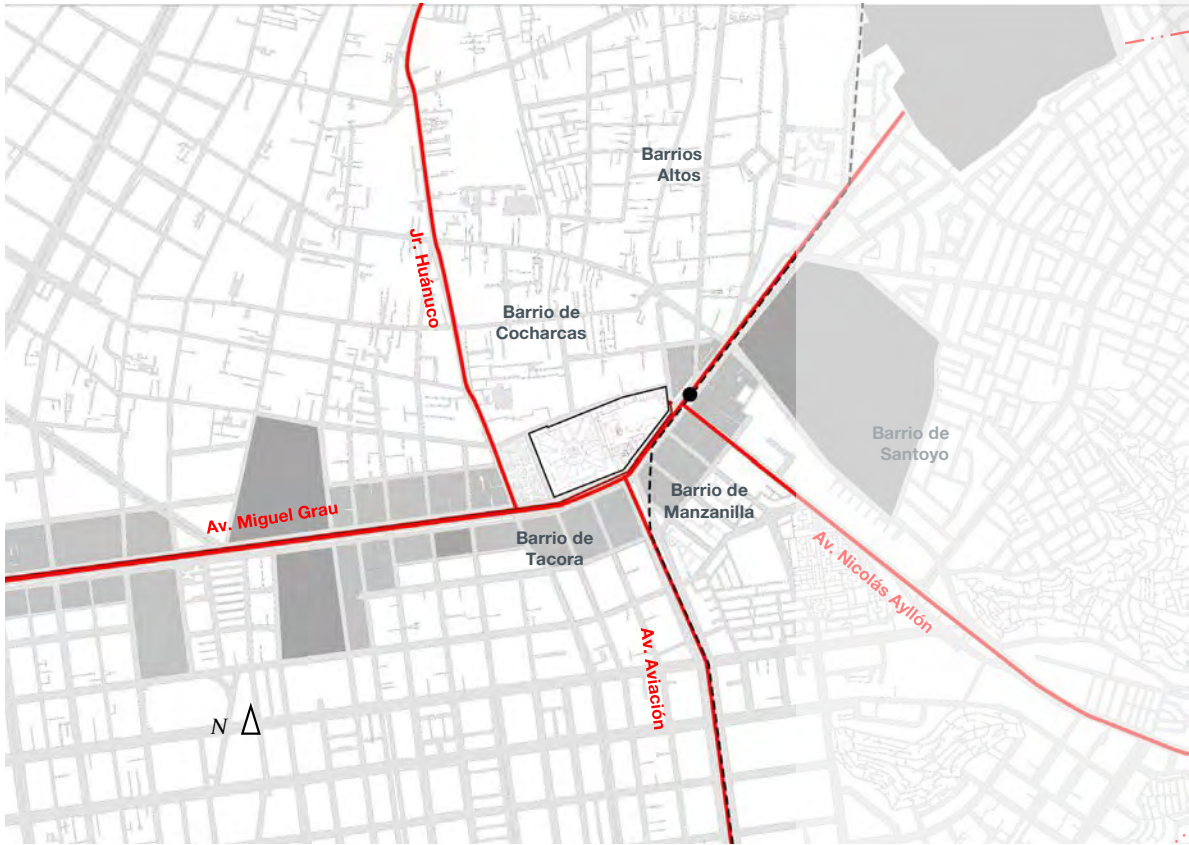 Barrios
Altos
Jr. Huánuco
Barrio de
Cocharcas
Barrio de
Santoyo
Barrio de
Manzanilla
Av. Miguel Grau
Barrio de
Tacora
Av. Nicolás Ayllón
Av. Aviación
N